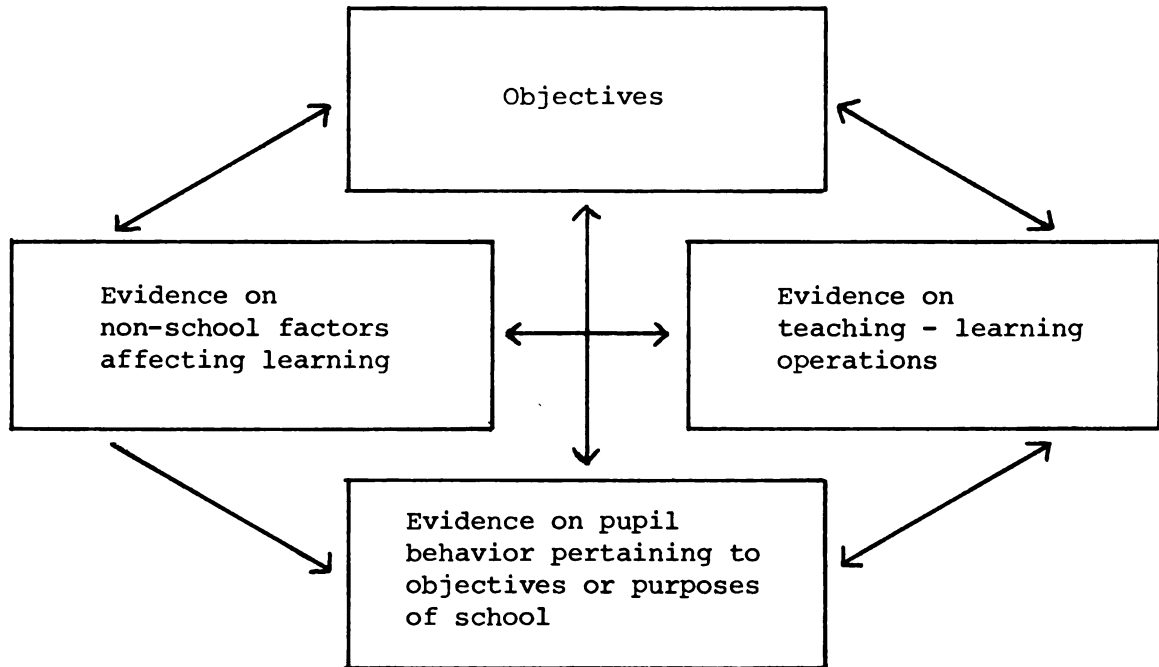 Objectives
Evidence on
non-school factors
affecting learning
Evidence on
teaching - learning
operations
Evidence on pupil
behavior pertaining to
objectives or purposes
of school